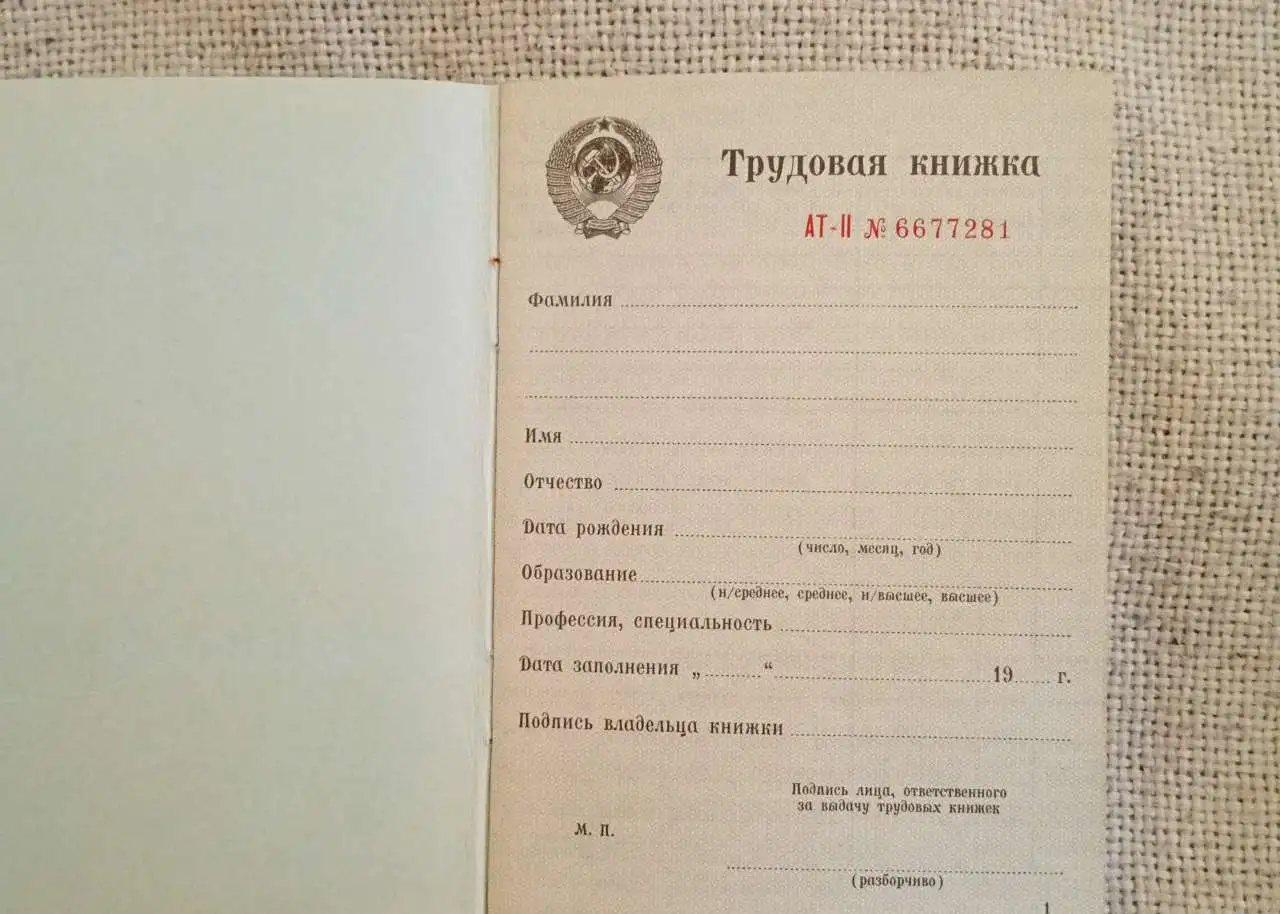 Трудовая книжка
АТ-II № 6677281
Фамилия
Имя
Отчество
Дата рождения
(число, месяц, год)
Образование
(н/среднее, среднее, н/высшее, высшее)
Профессия, специальность
Дата заполнения „ “ 19 г.
Подпись владельца книжки
Подпись лица, ответственного
за выдачу трудовых книжек
М. П.
(разборчиво)
1